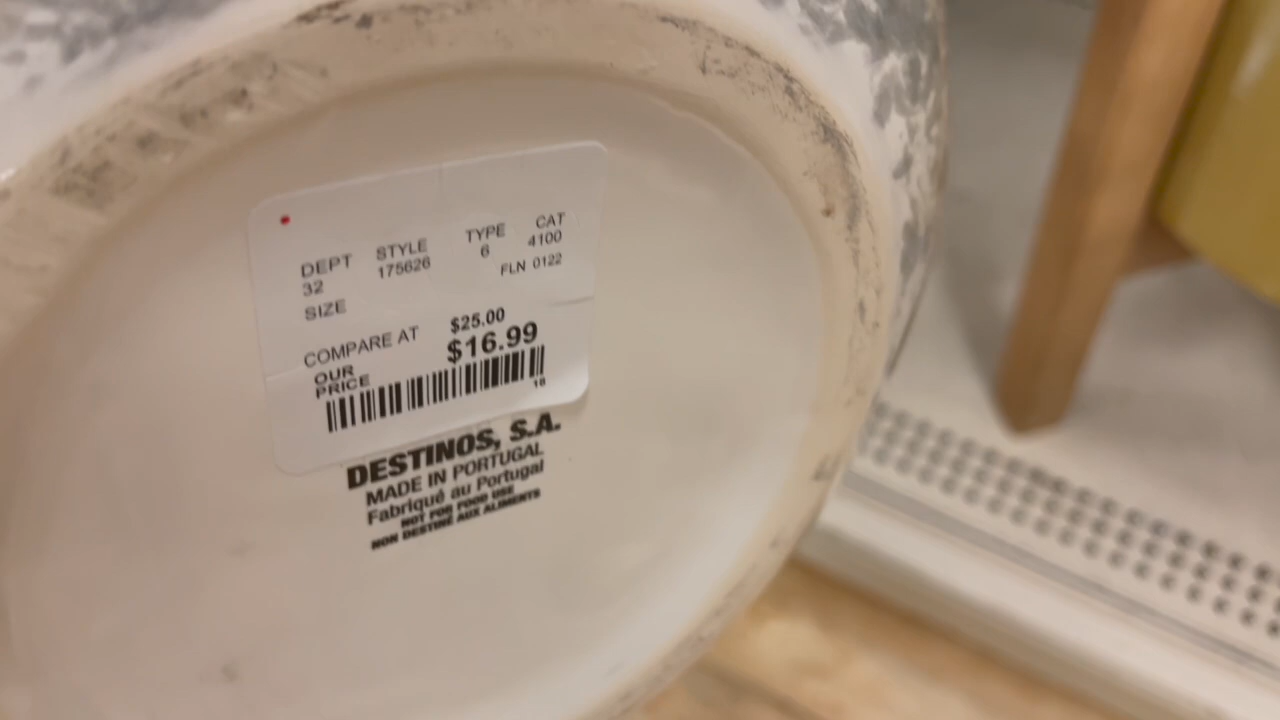 DEPT STYLE TYPE CAT
32 175626 6 4100
SIZE FLN 0122
COMPARE AT $25.00
OUR PRICE $16.99
18
DESTINOS, S.A.
MADE IN PORTUGAL
Fabriqué au Portugal
NOT FOR FOOD USE
NON DESTINÉ AUX ALIMENTS